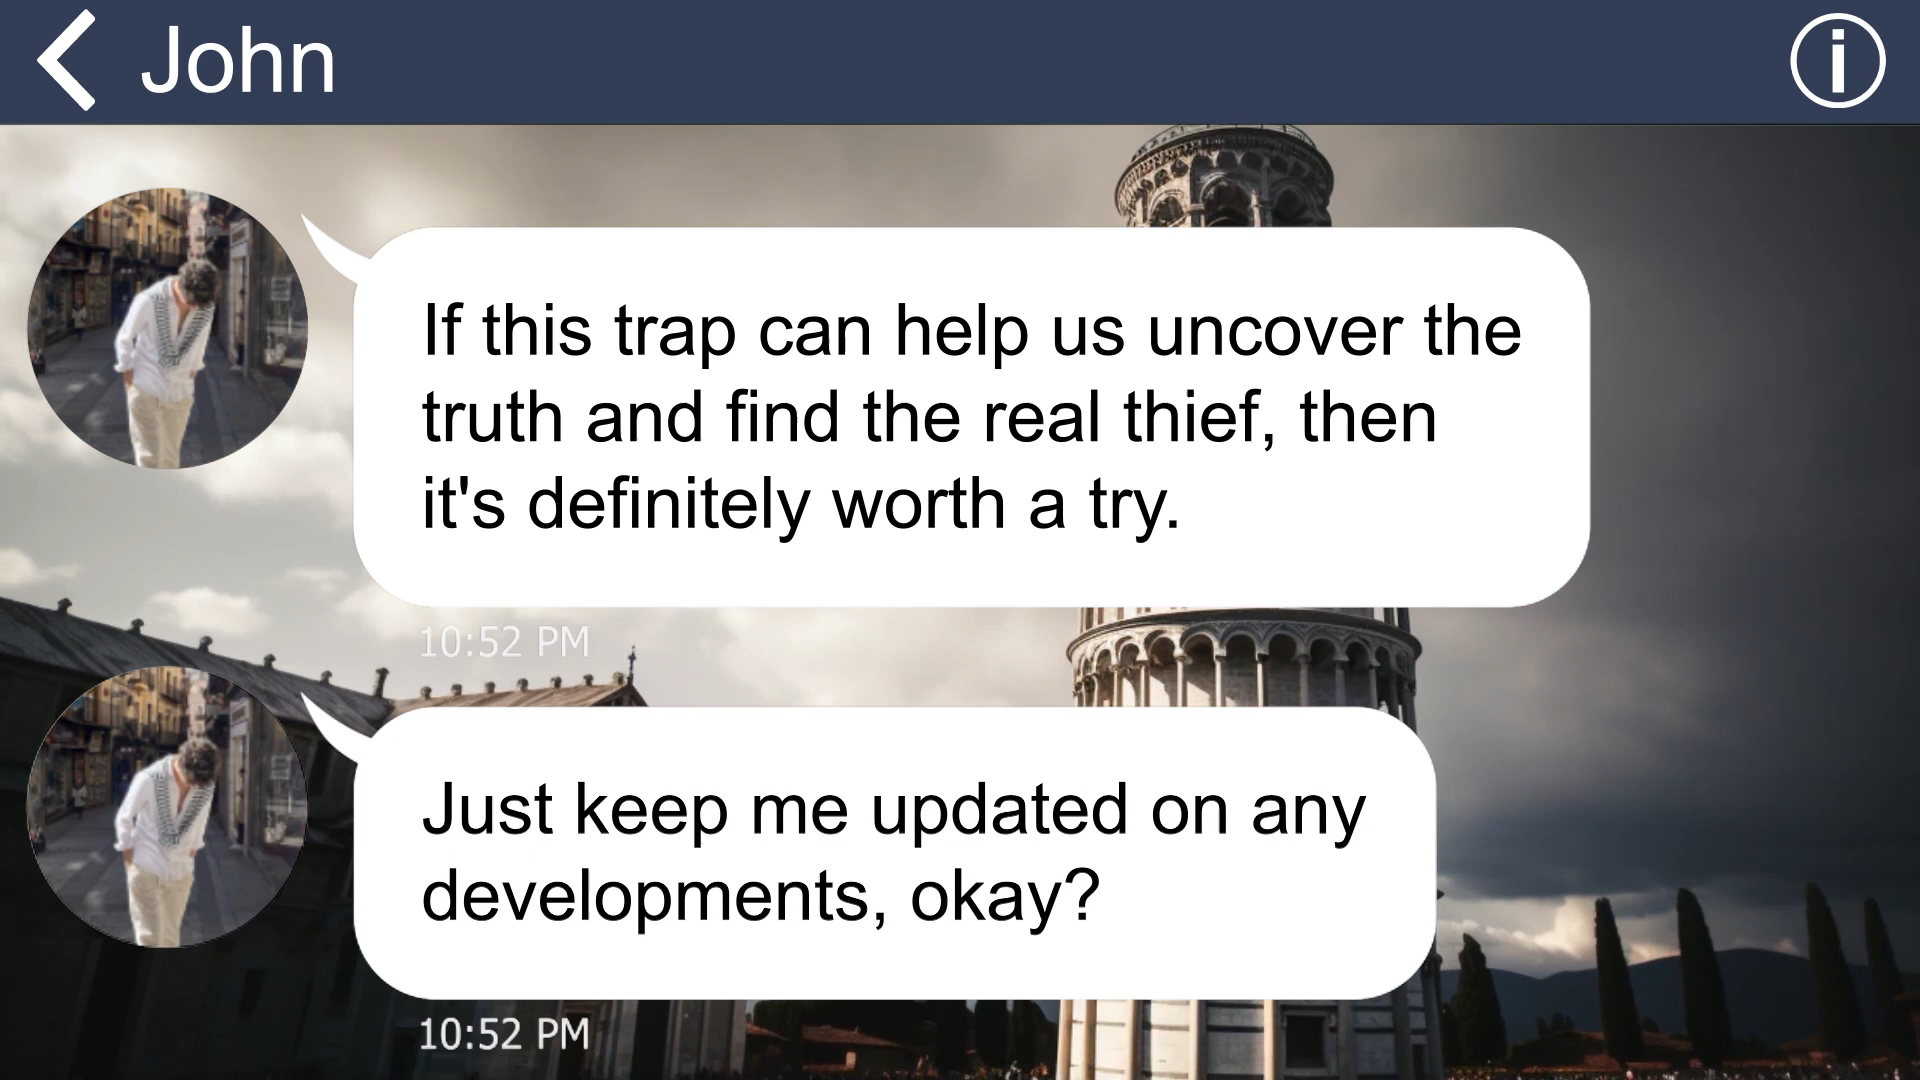 John
If this trap can help us uncover the
truth and find the real thief, then
it's definitely worth a try.
10:52 PM
Just keep me updated on any
developments, okay?
10:52 PM